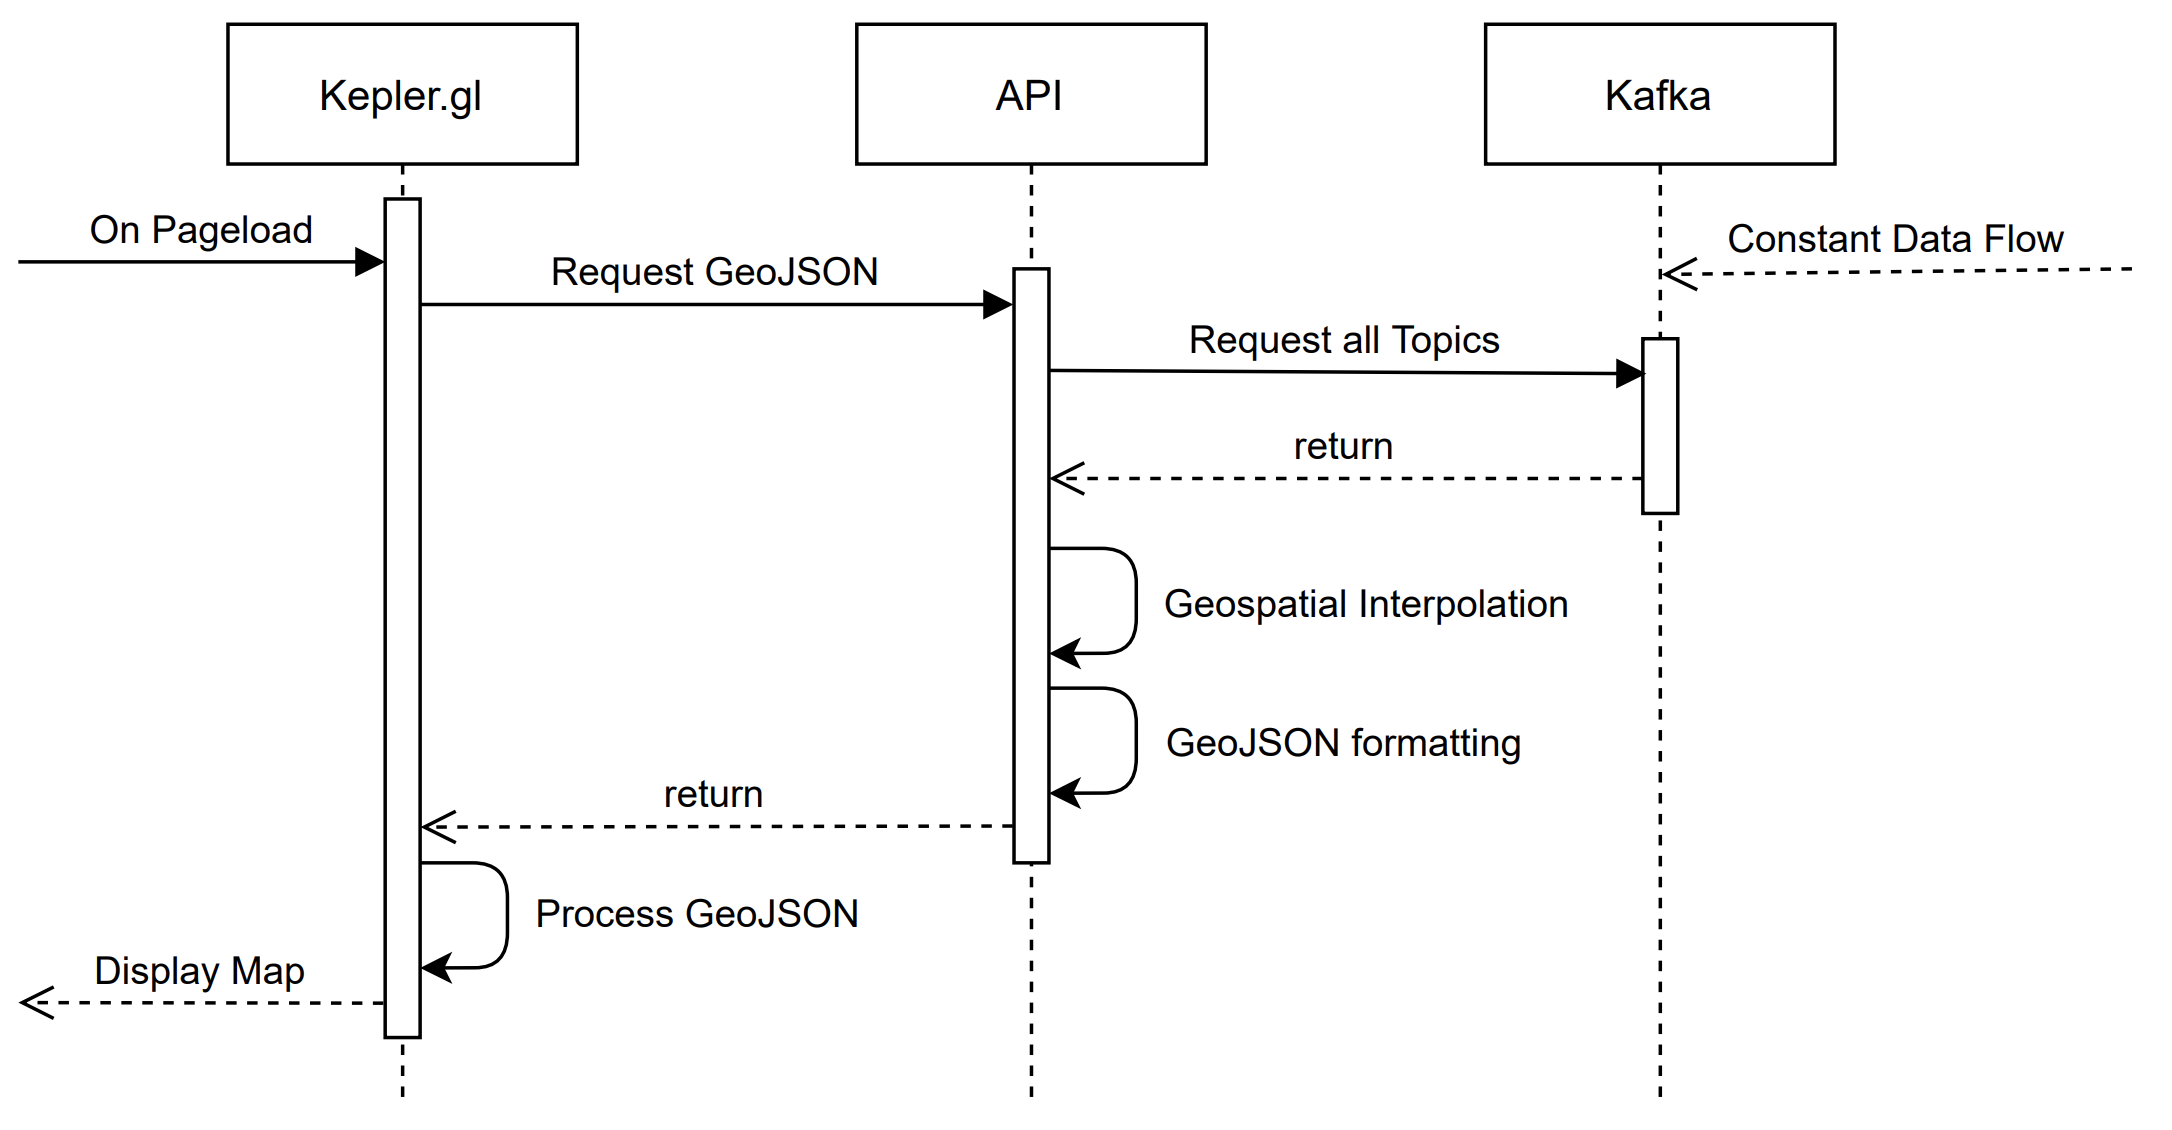 Kepler.gl
API
Kafka
On Pageload
Constant Data Flow
Request GeoJSON
Request all Topics
return
Geospatial Interpolation
GeoJSON formatting
return
Process GeoJSON
Display Map